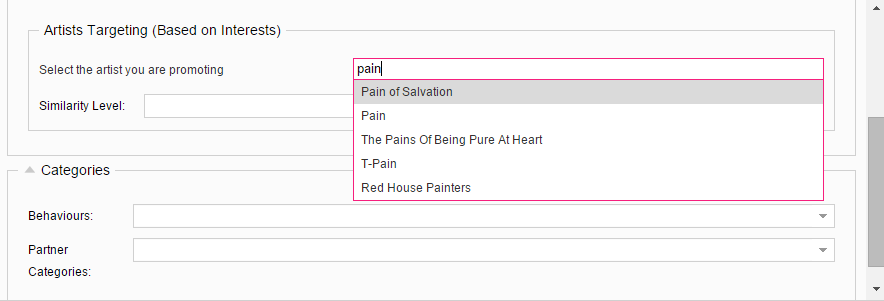 Artists Targeting (Based on Interests)
Select the artist you are promoting
pain
Similarity Level:
Pain of Salvation
Pain
The Pains Of Being Pure At Heart
T-Pain
Red House Painters
Categories
Behaviours:
Partner
Categories: